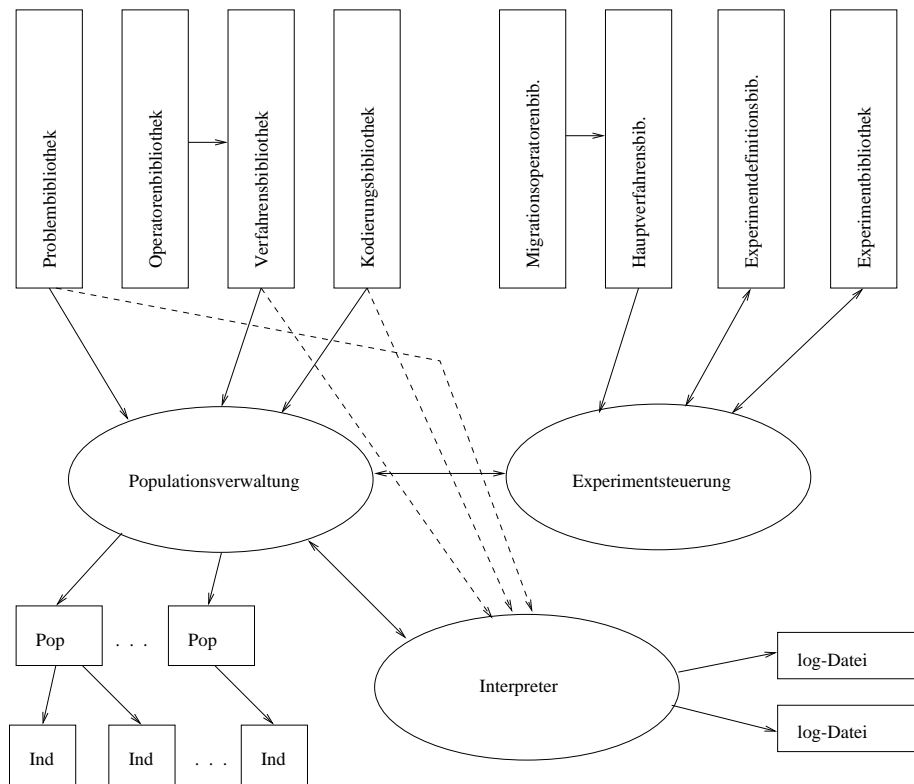 Problembibliothek
Operatorenbibliothek
Verfahrensbibliothek
Kodierungsbibliothek
Migrationsoperatorenbib.
Hauptverfahrensbib.
Experimentdefinitionsbib.
Experimentbibliothek
Populationsverwaltung
Experimentsteuerung
Pop
. . .
Pop
Interpreter
log-Datei
log-Datei
Ind
Ind
. . .
Ind